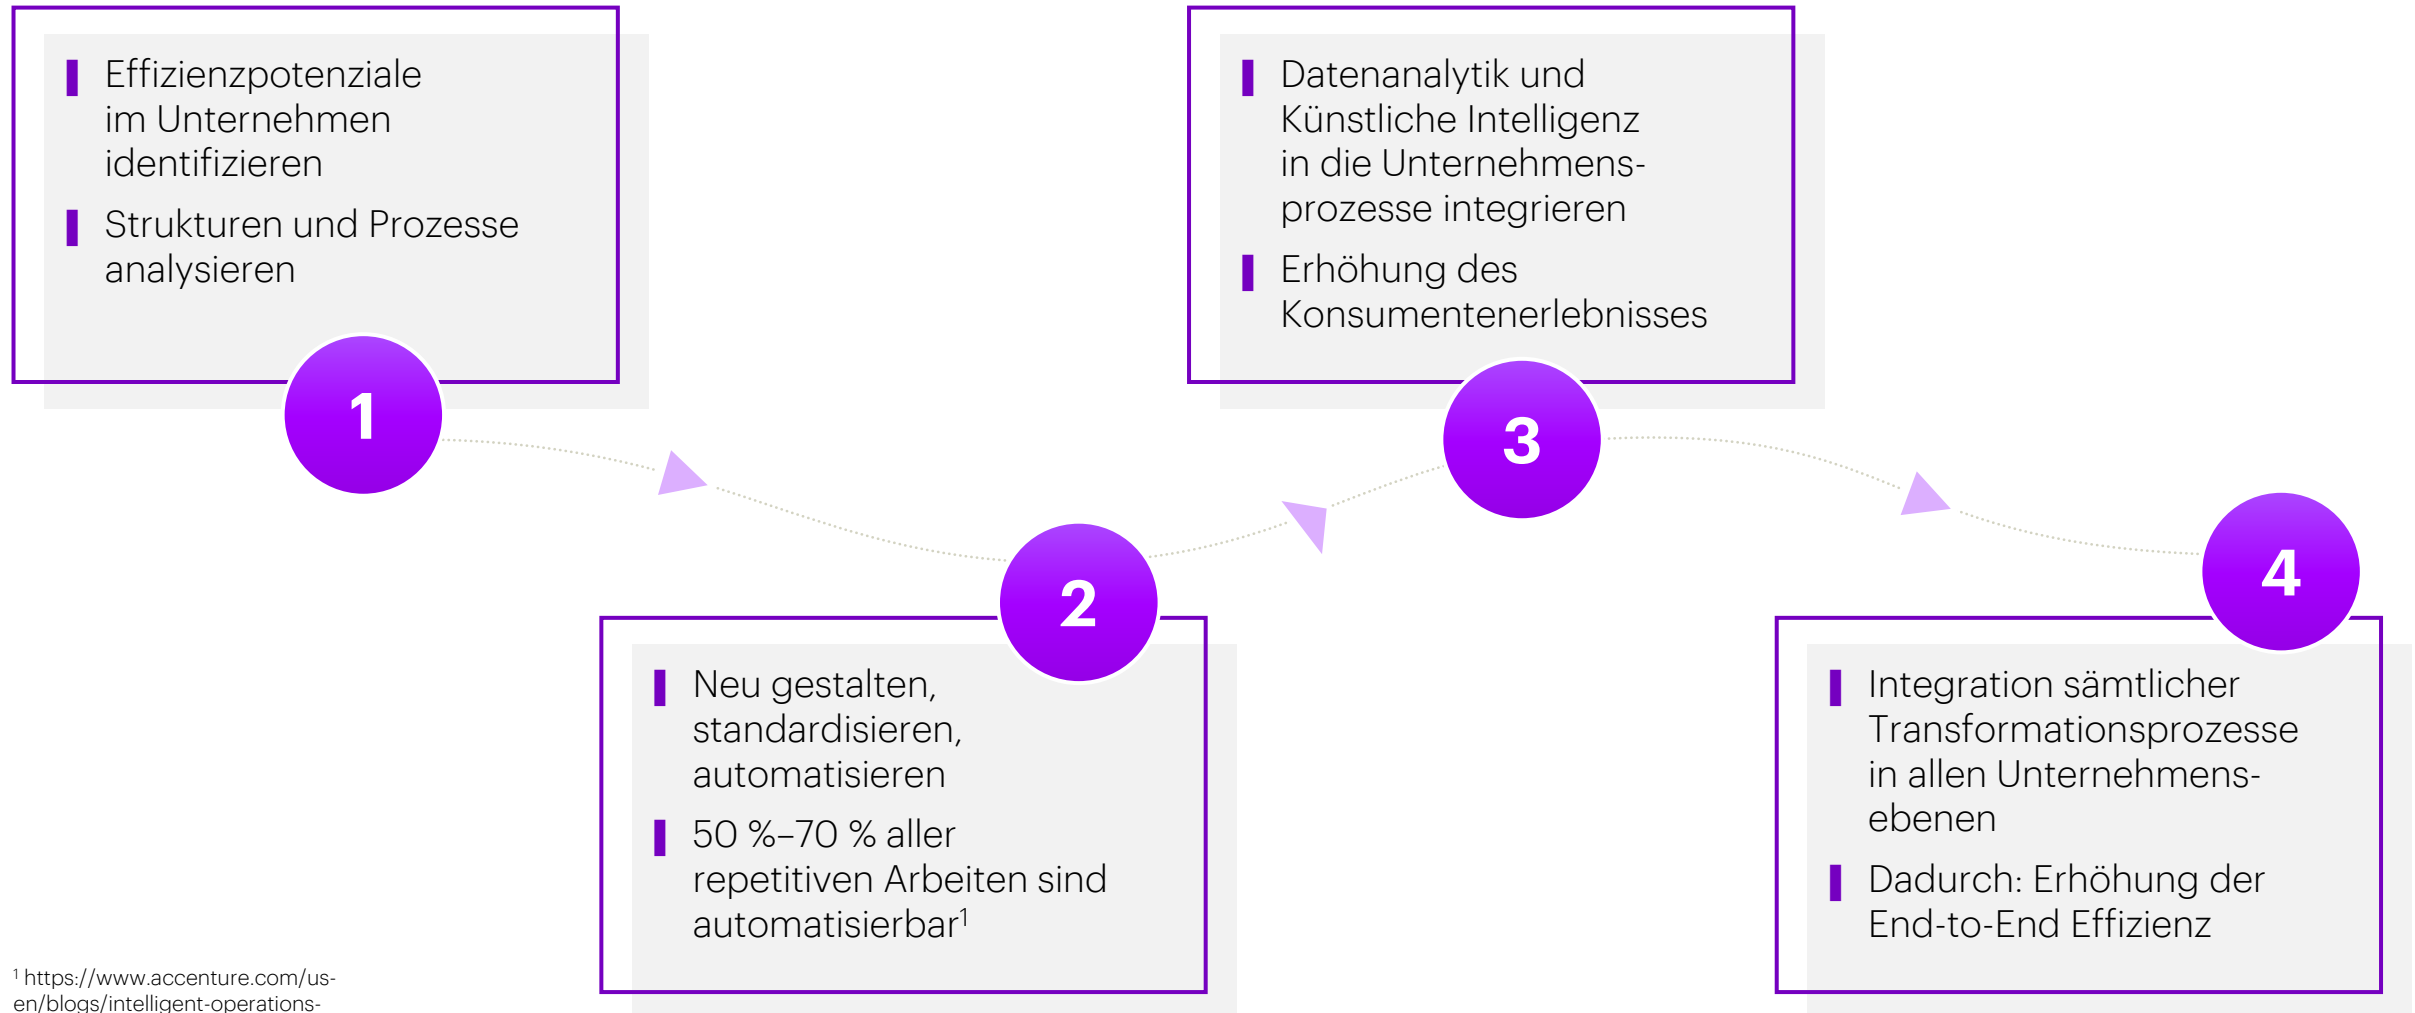 Effizienzpotenziale
im Unternehmen
identifizieren
Strukturen und Prozesse
analysieren
1
Neu gestalten,
standardisieren,
automatisieren
50 %–70 % aller
repetitiven Arbeiten sind
automatisierbar¹
2
Datenanalytik und
Künstliche Intelligenz
in die Unternehmens-
prozesse integrieren
Erhöhung des
Konsumentenerlebnisses
3
Integration sämtlicher
Transformationsprozesse
in allen Unternehmens-
ebenen
Dadurch: Erhöhung der
End-to-End Effizienz
4
¹ https://www.accenture.com/us-
en/blogs/intelligent-operations-